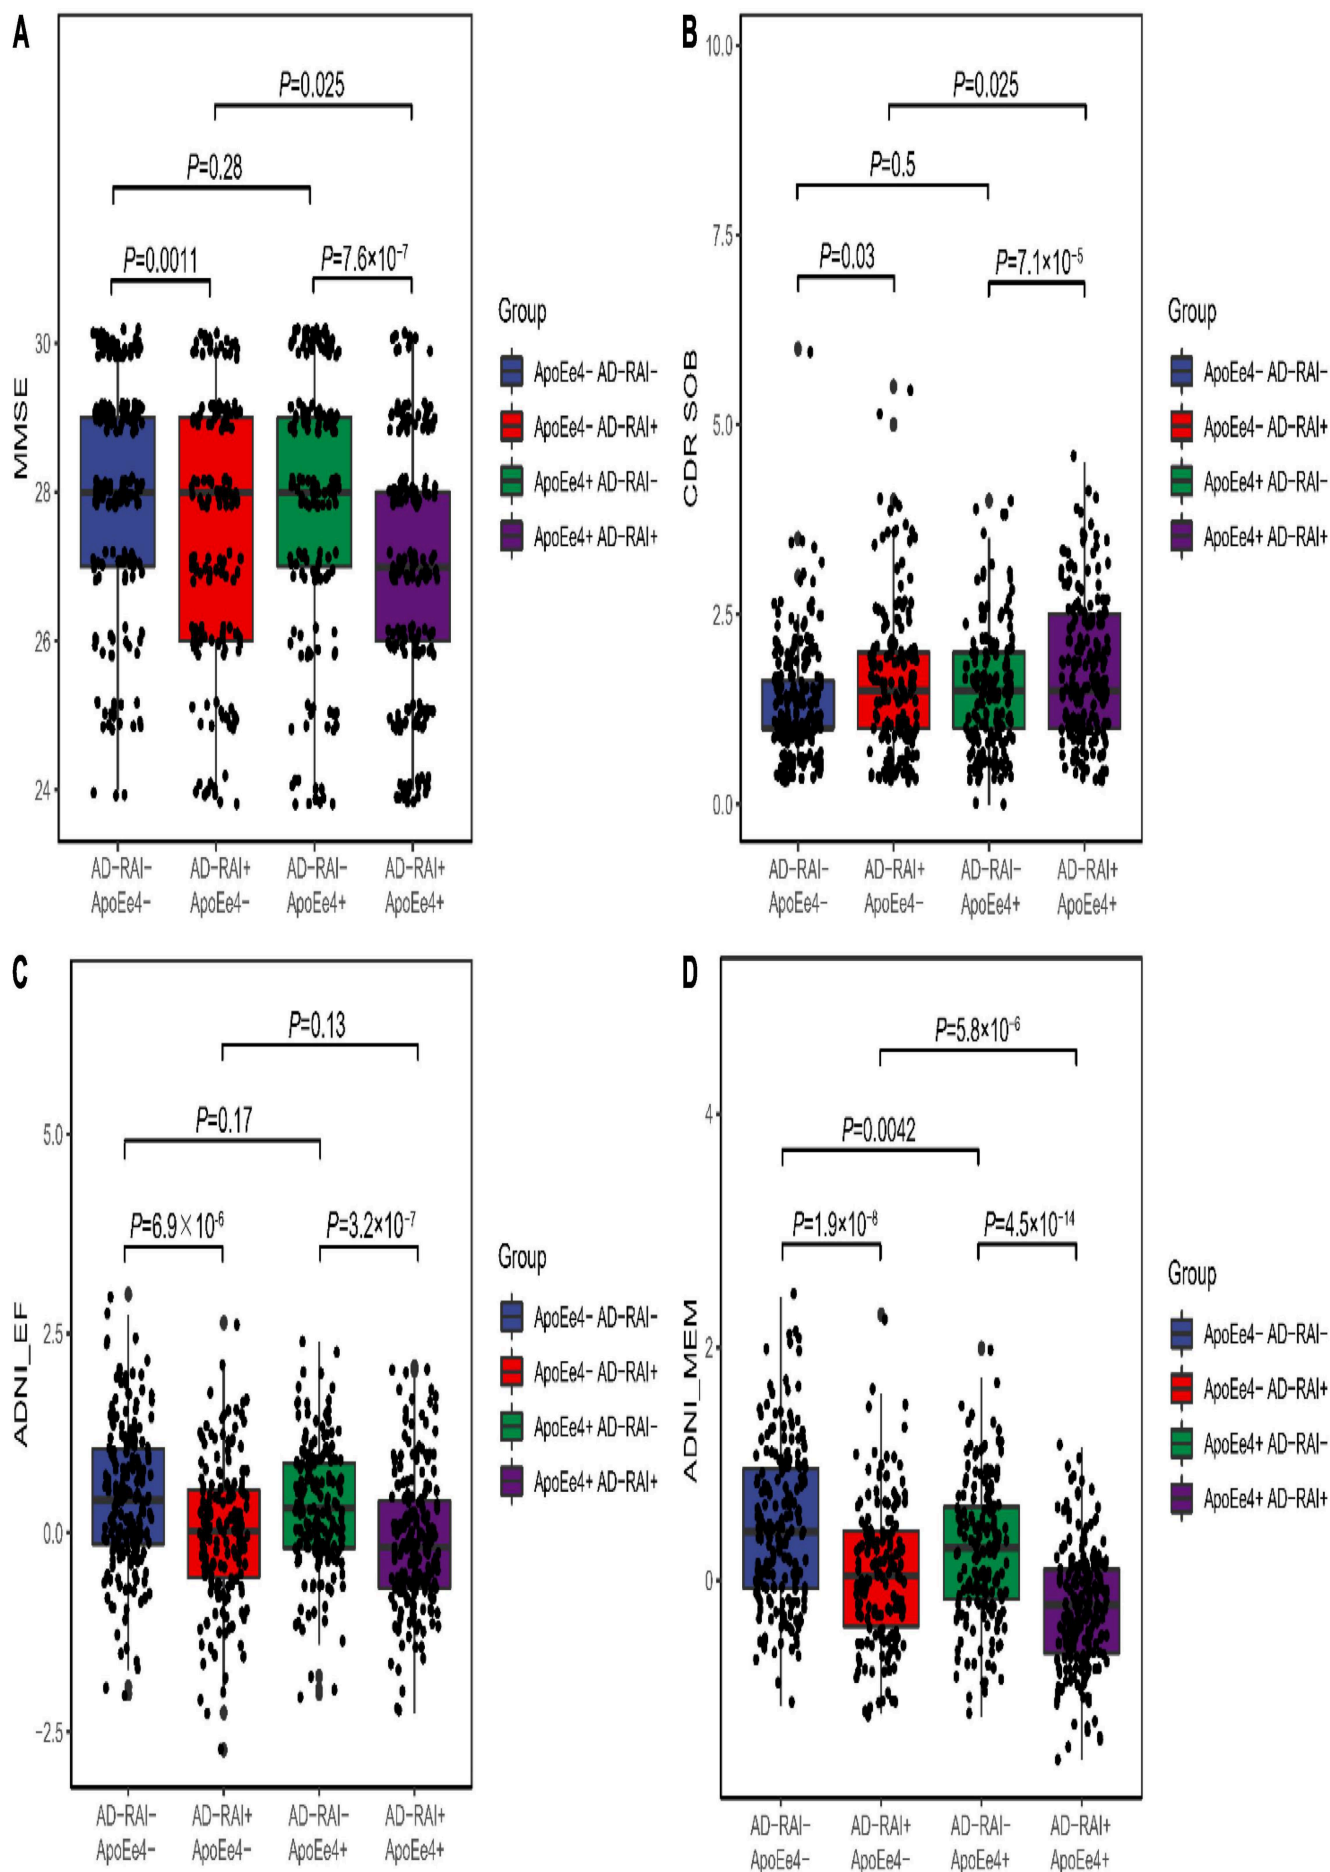 A
P=0.025
P=0.28
P=0.0011
P=7.6×10⁻⁷
MMSE
30
28
26
24
AD-RAI- AD-RAI+ AD-RAI- AD-RAI+
ApoEe4- ApoEe4- ApoEe4+ ApoEe4+
Group
ApoEe4- AD-RAI-
ApoEe4- AD-RAI+
ApoEe4+ AD-RAI-
ApoEe4+ AD-RAI+
B
P=0.025
P=0.5
P=0.03
P=7.1×10⁻⁵
CDR SOB
10.0
7.5
5.0
2.5
0.0
AD-RAI- AD-RAI+ AD-RAI- AD-RAI+
ApoEe4- ApoEe4- ApoEe4+ ApoEe4+
Group
ApoEe4- AD-RAI-
ApoEe4- AD-RAI+
ApoEe4+ AD-RAI-
ApoEe4+ AD-RAI+
C
P=0.13
P=0.17
P=6.9×10⁻⁶
P=3.2×10⁻⁷
ADNI_EF
5.0
2.5
0.0
-2.5
AD-RAI- AD-RAI+ AD-RAI- AD-RAI+
ApoEe4- ApoEe4- ApoEe4+ ApoEe4+
Group
ApoEe4- AD-RAI-
ApoEe4- AD-RAI+
ApoEe4+ AD-RAI-
ApoEe4+ AD-RAI+
D
P=5.8×10⁻⁶
P=0.0042
P=1.9×10⁻⁸
P=4.5×10⁻¹⁴
ADNI_MEM
4
2
0
AD-RAI- AD-RAI+ AD-RAI- AD-RAI+
ApoEe4- ApoEe4- ApoEe4+ ApoEe4+
Group
ApoEe4- AD-RAI-
ApoEe4- AD-RAI+
ApoEe4+ AD-RAI-
ApoEe4+ AD-RAI+